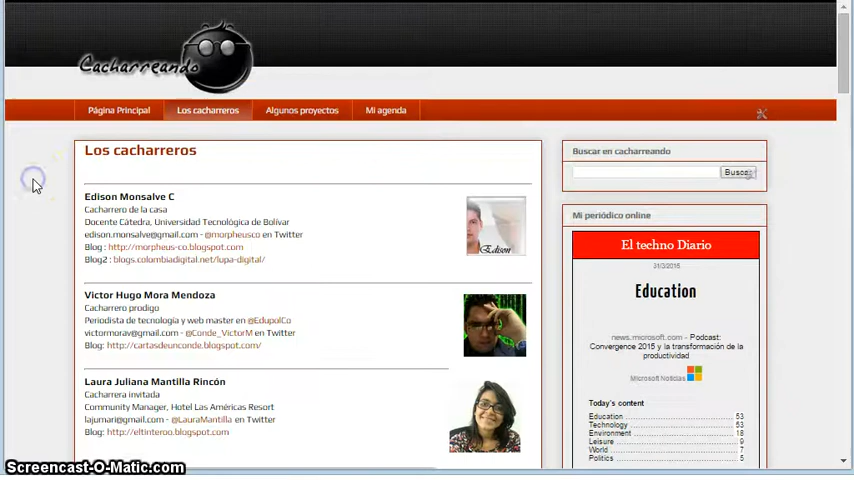 Cacharreando
Página Principal
Los cacharreros
Algunos proyectos
Mi agenda
Los cacharreros
Edison Monsalve C
Cacharrero de la casa
Docente Cátedra, Universidad Tecnológica de Bolívar
edison.monsalve@gmail.com - @morpheusco en Twitter
Blog : http://morpheus-co.blogspot.com
Blog2 : blogs.colombiadigital.net/lupa-digital/
Edison
Victor Hugo Mora Mendoza
Cacharrero prodigo
Periodista de tecnología y web master en @EdupolCo
victormorav@gmail.com - @Conde_VictorM en Twitter
Blog: http://cartasdeunconde.blogspot.com/
Laura Juliana Mantilla Rincón
Cacharrera invitada
Community Manager, Hotel Las Américas Resort
lajumari@gmail.com - @LauraMantilla en Twitter
Blog: http://eltinteroo.blogspot.com
Buscar en cacharreando
Buscar
Mi periódico online
El techno Diario
31/3/2015
Education
news.microsoft.com - Podcast:
Convergence 2015 y la transformación de la
productividad
Microsoft Noticias
Today's content
Education 53
Technology 53
Environment 18
Leisure 9
World 7
Politics 5
Screencast-O-Matic.com